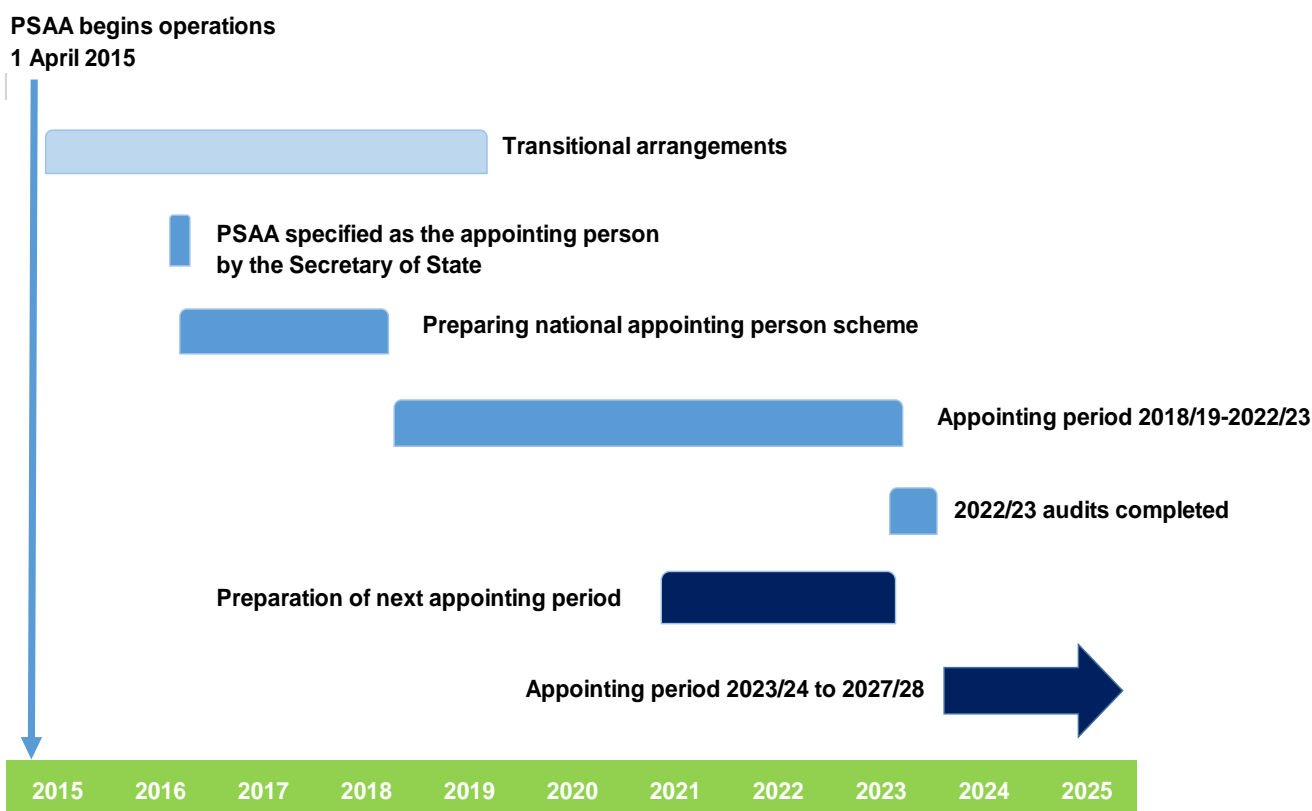 PSAA begins operations
1 April 2015
Transitional arrangements
PSAA specified as the appointing person
by the Secretary of State
Preparing national appointing person scheme
Appointing period 2018/19-2022/23
2022/23 audits completed
Preparation of next appointing period
Appointing period 2023/24 to 2027/28
2015 2016 2017 2018 2019 2020 2021 2022 2023 2024 2025